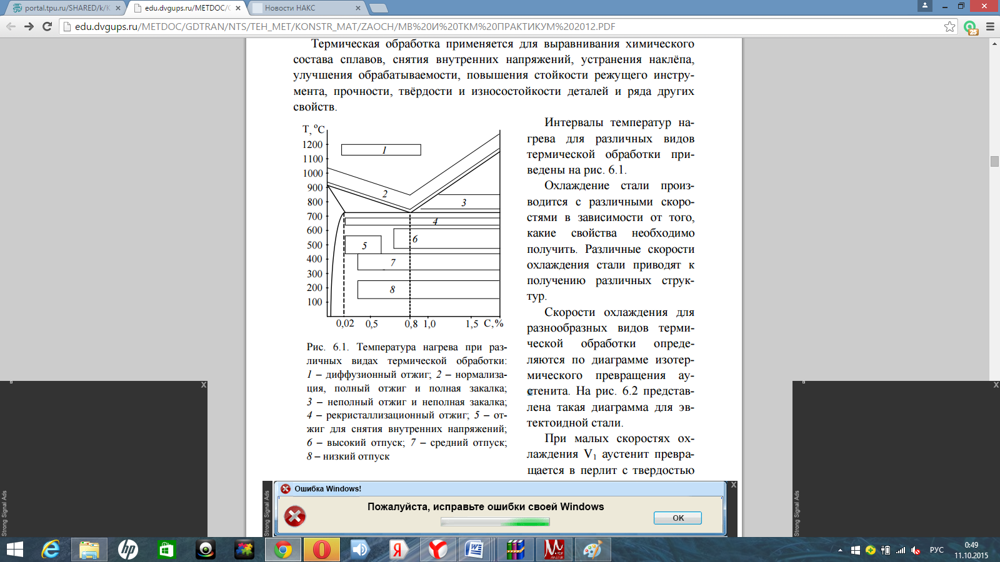 portal.tpu.ru/SHARED/k/K
edu.dvgups.ru/METDOC/
Новости НАКС
edu.dvgups.ru/METDOC/GDTRAN/NTS/TEH_MET/KONSTR_MAT/ZAOCH/МВ%20И%20ТКМ%20ПРАКТИКУМ%202012.PDF
25
Термическая обработка применяется для выравнивания химического
состава сплавов, снятия внутренних напряжений, устранения наклёпа,
улучшения обрабатываемости, повышения стойкости режущего инстру-
мента, прочности, твёрдости и износостойкости деталей и ряда других
свойств.
T, °C
1200
1100
1000
900
800
700
600
500
400
300
200
100
1
2
3
4
5
6
7
8
0,02
0,5
0,8
1,0
1,5
C,%
Рис. 6.1. Температура нагрева при раз-
личных видах термической обработки:
1 – диффузионный отжиг; 2 – нормализа-
ция, полный отжиг и полная закалка;
3 – неполный отжиг и неполная закалка;
4 – рекристаллизационный отжиг; 5 – от-
жиг для снятия внутренних напряжений;
6 – высокий отпуск; 7 – средний отпуск;
8 – низкий отпуск
Интервалы температур на-
грева для различных видов
термической обработки при-
ведены на рис. 6.1.
Охлаждение стали произ-
водится с различными скоро-
стями в зависимости от того,
какие свойства необходимо
получить. Различные скорости
охлаждения стали приводят к
получению различных струк-
тур.
Скорости охлаждения для
разнообразных видов терми-
ческой обработки опреде-
ляются по диаграмме изотер-
мического превращения ау-
стенита. На рис. 6.2 представ-
лена такая диаграмма для эв-
тектоидной стали.
При малых скоростях ох-
лаждения V1 аустенит превра-
щается в перлит с твердостью
X
Strong Signal Ads
X
Strong Signal Ads
X
Strong Signal Ads
Ошибка Windows!
Пожалуйста, исправьте ошибки своей Windows
OK
hp
Я
W
PDF
MASTER
РУС
0:49
11.10.2015